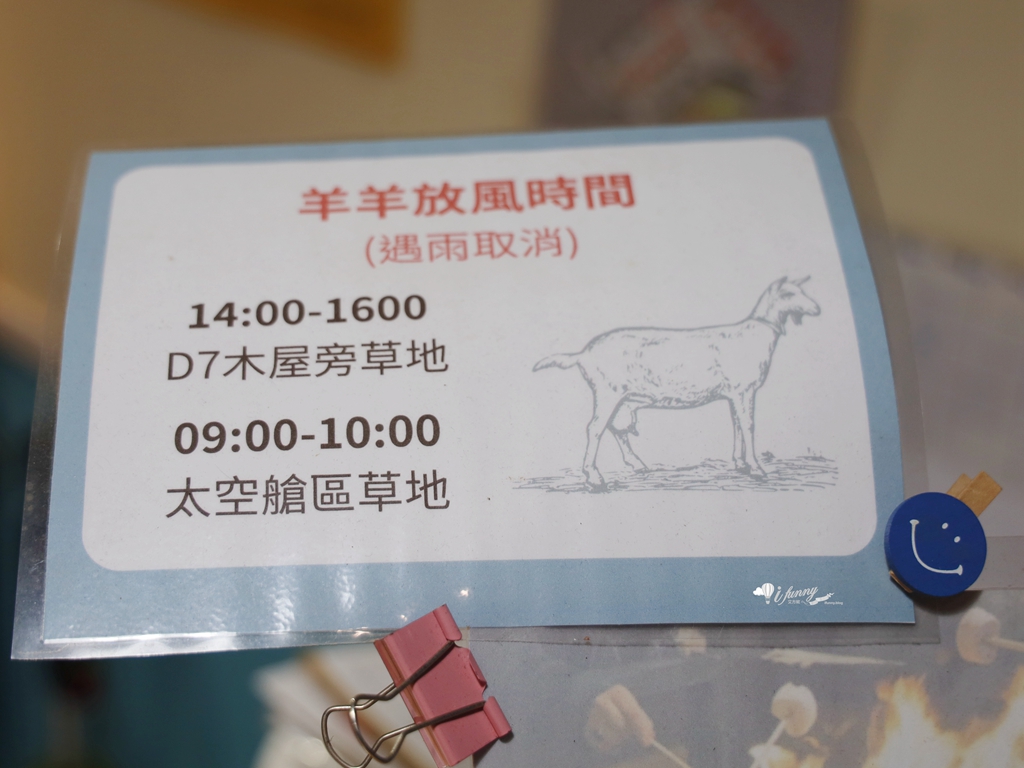 羊羊放風時間
(遇雨取消)
14:00-1600
D7木屋旁草地
09:00-10:00
太空艙區草地
i funny